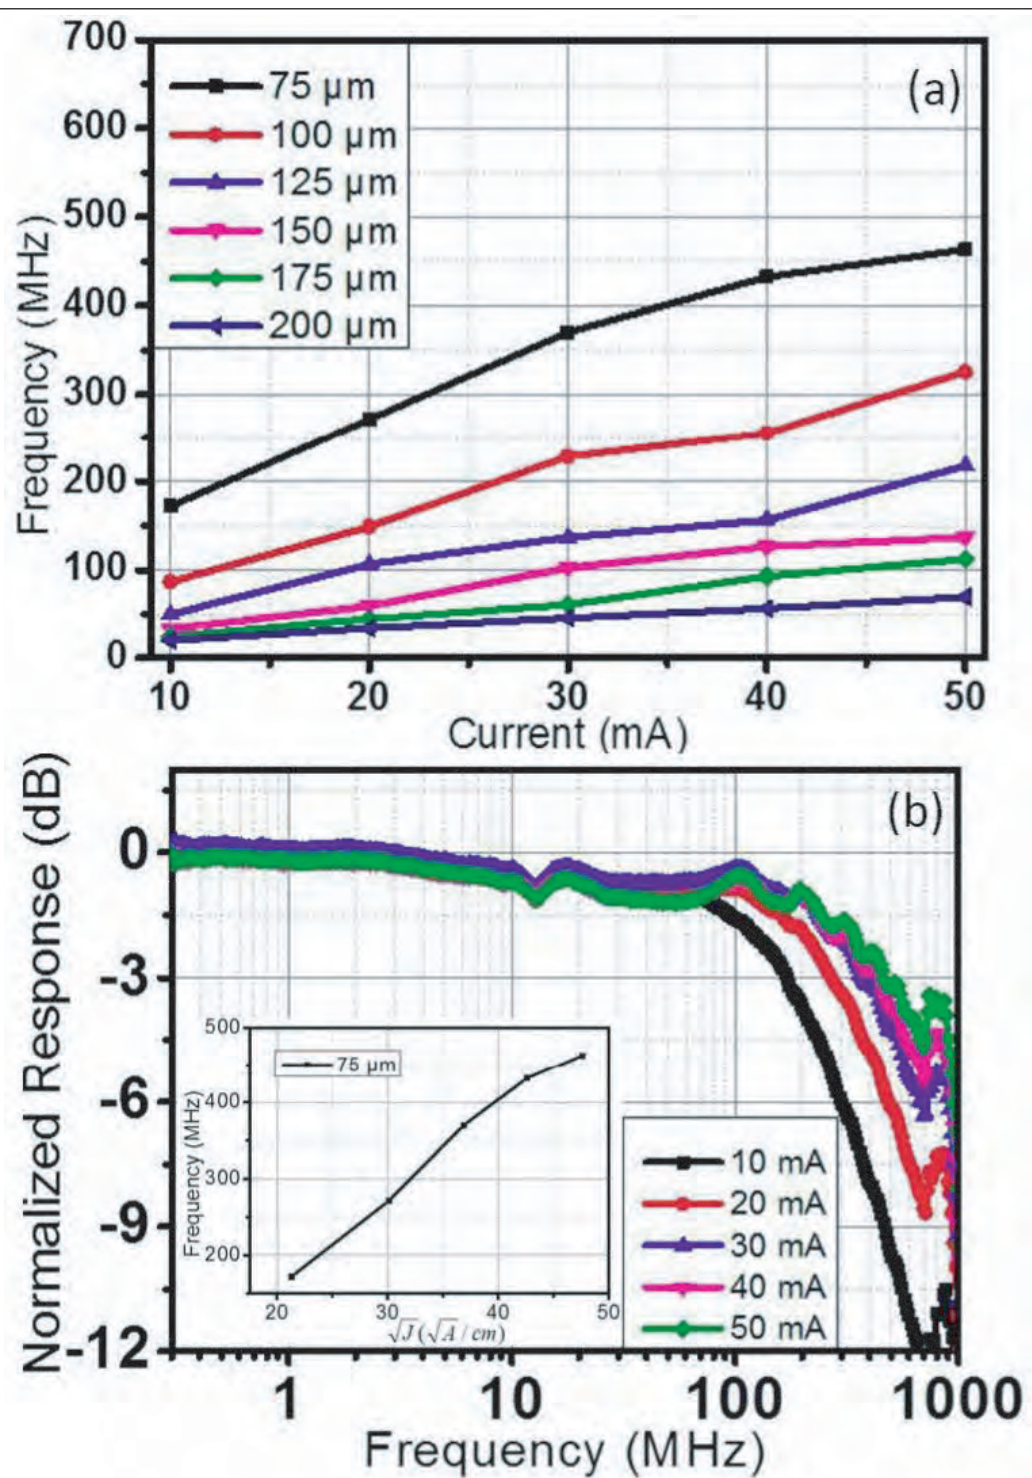 700
600
500
400
300
200
100
0
Frequency (MHz)
75 µm
100 µm
125 µm
150 µm
175 µm
200 µm
(a)
10 20 30 40 50
Current (mA)
Normalized Response (dB)
0
-3
-6
-9
-12
(b)
500
400
300
200
Frequency (MHz)
75 µm
20 30 40 50
√J (√A / cm)
10 mA
20 mA
30 mA
40 mA
50 mA
1 10 100 1000
Frequency (MHz)